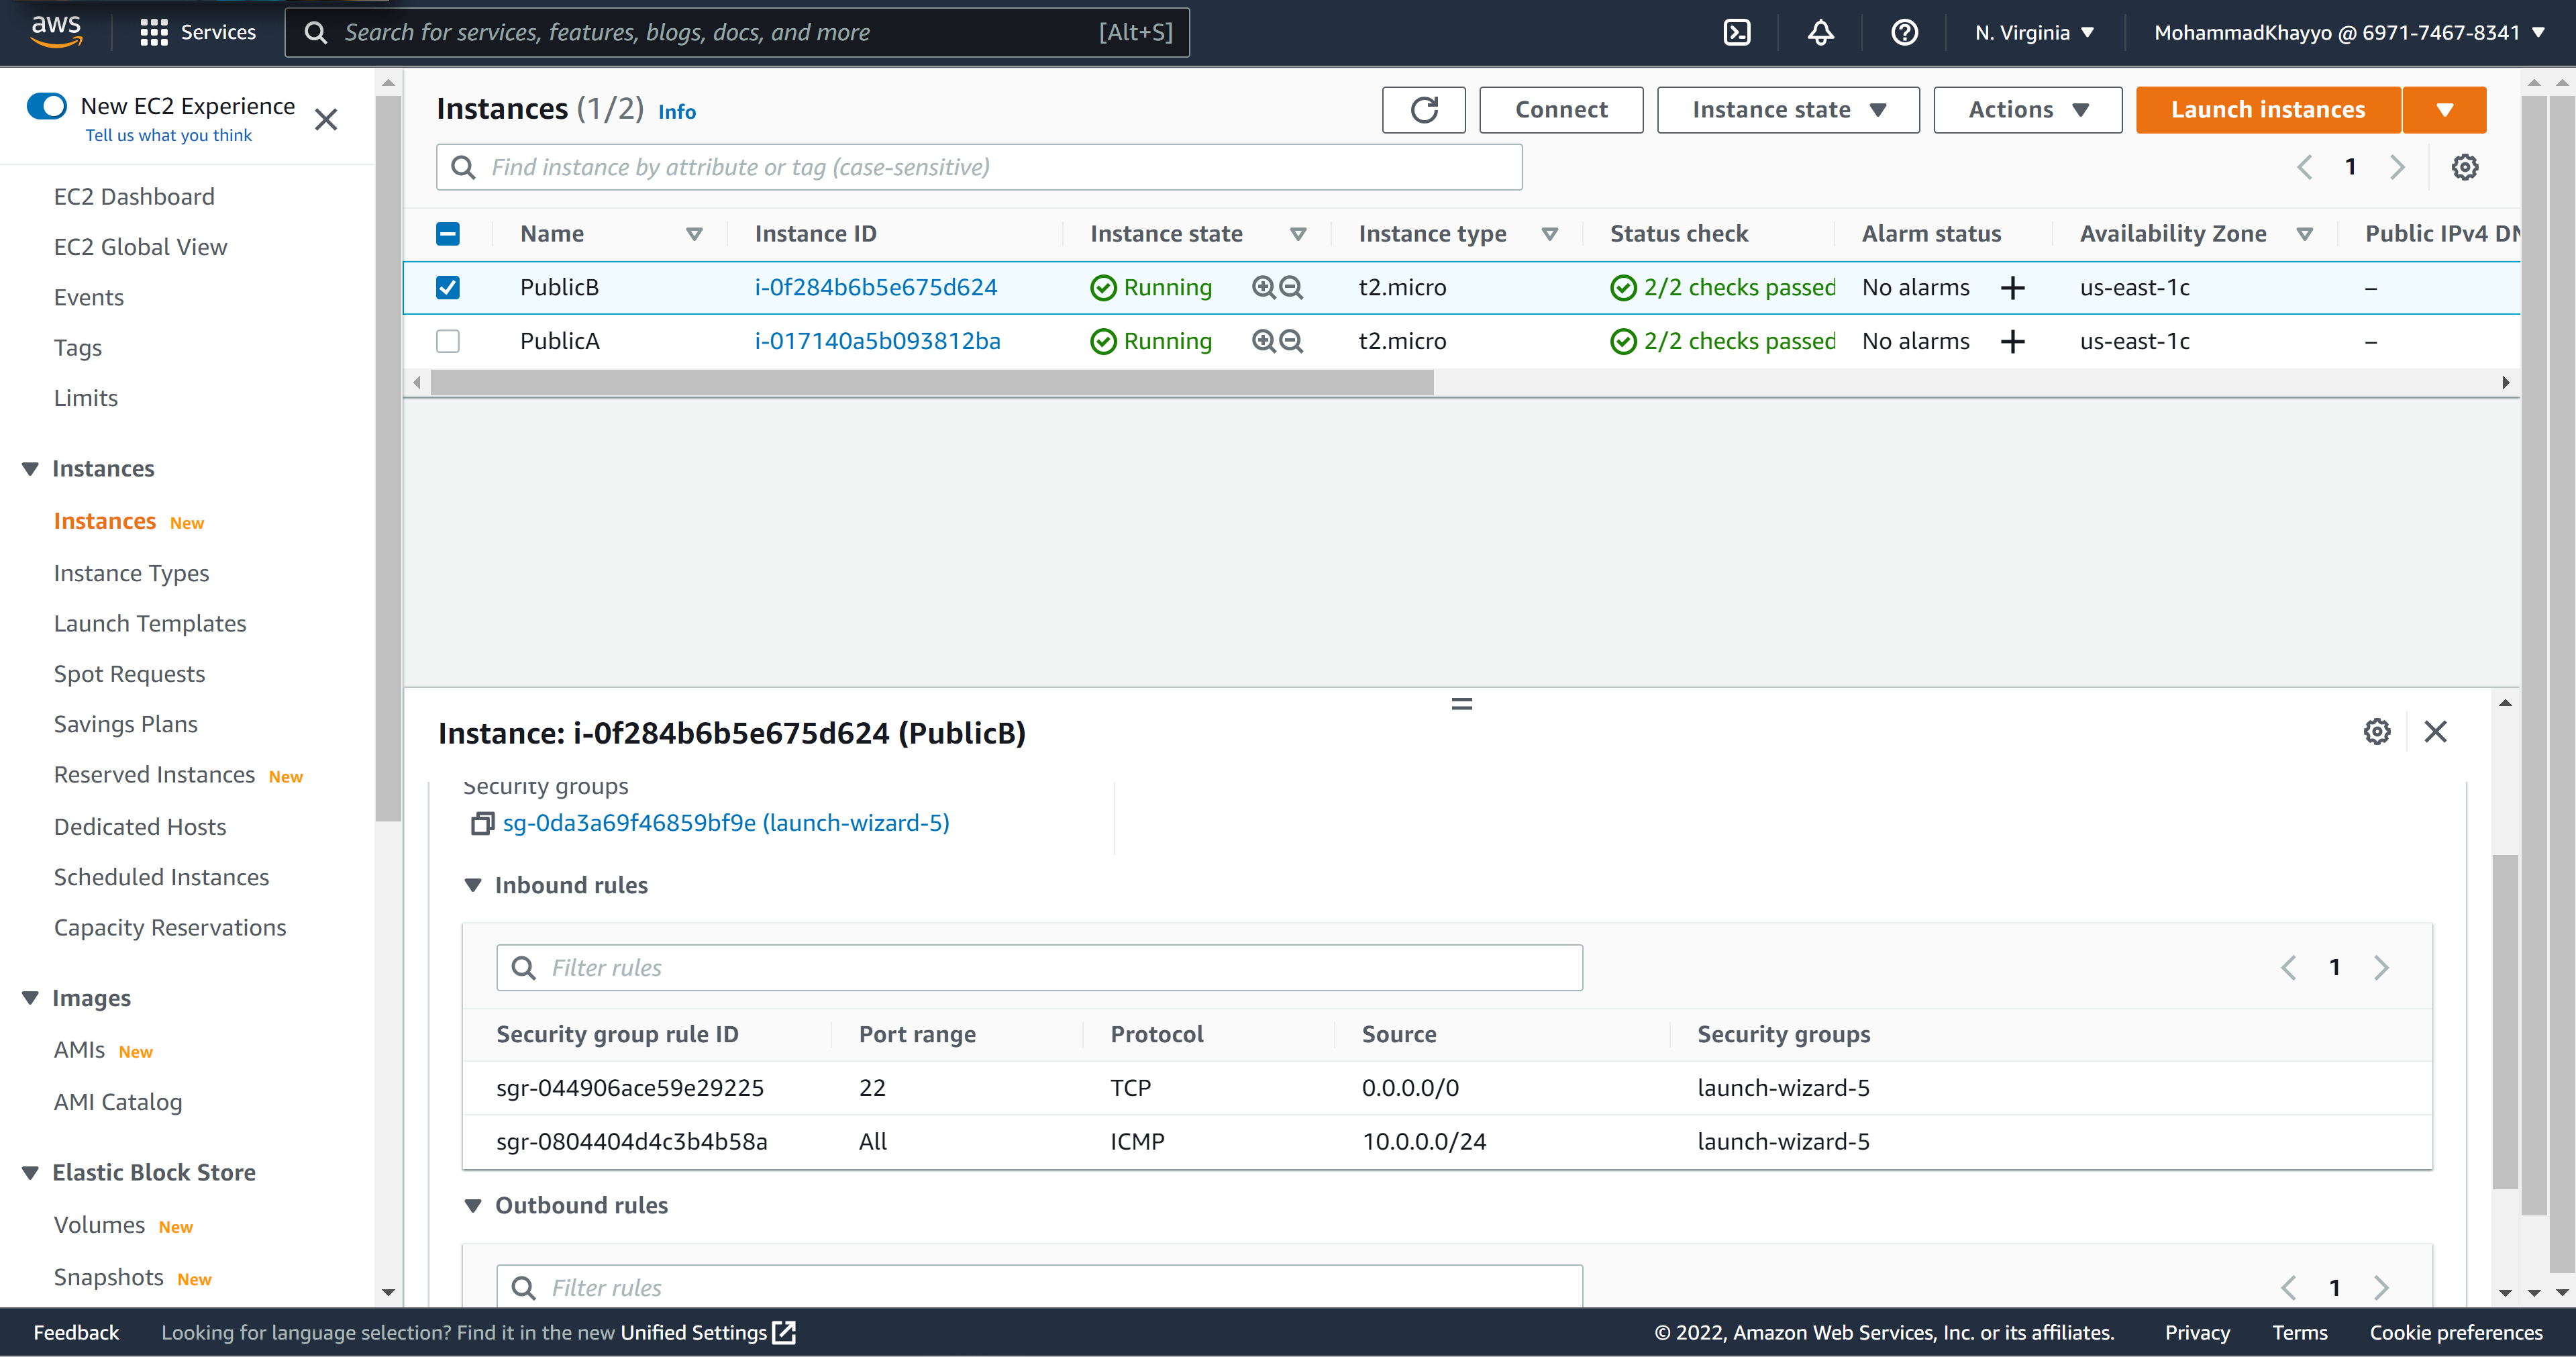 aws
Services
Search for services, features, blogs, docs, and more
[Alt+S]
N. Virginia
MohammadKhayyo @ 6971-7467-8341
New EC2 Experience
Tell us what you think
EC2 Dashboard
EC2 Global View
Events
Tags
Limits
Instances
Instances New
Instance Types
Launch Templates
Spot Requests
Savings Plans
Reserved Instances New
Dedicated Hosts
Scheduled Instances
Capacity Reservations
Images
AMIs New
AMI Catalog
Elastic Block Store
Volumes New
Snapshots New
Instances (1/2) Info
Connect
Instance state
Actions
Launch instances
Find instance by attribute or tag (case-sensitive)
1
Name Instance ID Instance state Instance type Status check Alarm status Availability Zone Public IPv4 DN
PublicB i-0f284b6b5e675d624 Running t2.micro 2/2 checks passed No alarms + us-east-1c –
PublicA i-017140a5b093812ba Running t2.micro 2/2 checks passed No alarms + us-east-1c –
Instance: i-0f284b6b5e675d624 (PublicB)
Security groups
sg-0da3a69f46859bf9e (launch-wizard-5)
Inbound rules
Filter rules
1
Security group rule ID Port range Protocol Source Security groups
sgr-044906ace59e29225 22 TCP 0.0.0.0/0 launch-wizard-5
sgr-0804404d4c3b4b58a All ICMP 10.0.0.0/24 launch-wizard-5
Outbound rules
Filter rules
1
Feedback
Looking for language selection? Find it in the new Unified Settings
© 2022, Amazon Web Services, Inc. or its affiliates.
Privacy
Terms
Cookie preferences